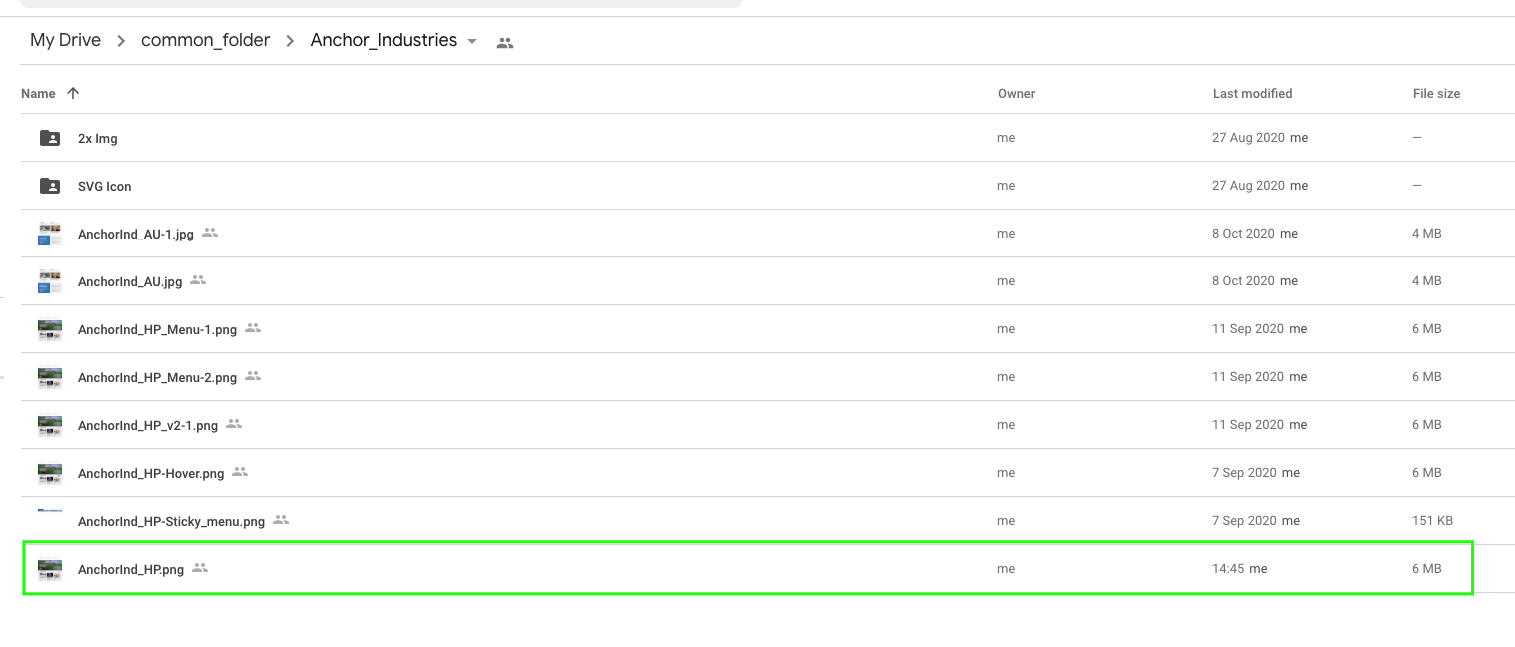 My Drive > common_folder > Anchor_Industries
Name Owner Last modified File size
2x Img me 27 Aug 2020 me –
SVG Icon me 27 Aug 2020 me –
AnchorInd_AU-1.jpg me 8 Oct 2020 me 4 MB
AnchorInd_AU.jpg me 8 Oct 2020 me 4 MB
AnchorInd_HP_Menu-1.png me 11 Sep 2020 me 6 MB
AnchorInd_HP_Menu-2.png me 11 Sep 2020 me 6 MB
AnchorInd_HP_v2-1.png me 11 Sep 2020 me 6 MB
AnchorInd_HP-Hover.png me 7 Sep 2020 me 6 MB
AnchorInd_HP-Sticky_menu.png me 7 Sep 2020 me 151 KB
AnchorInd_HP.png me 14:45 me 6 MB